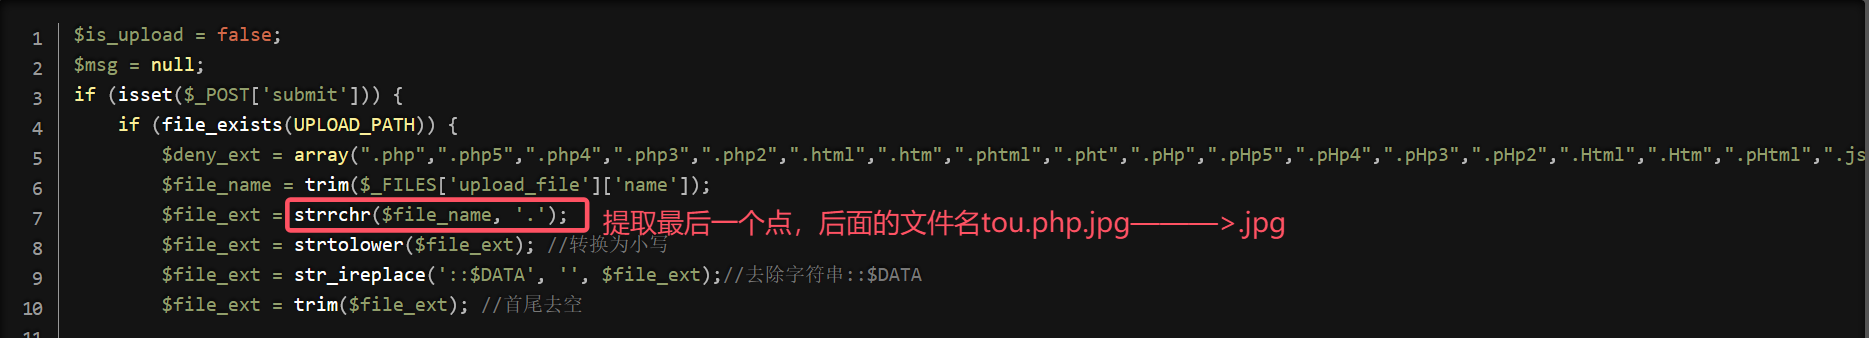 1 $is_upload = false;
2 $msg = null;
3 if (isset($_POST['submit'])) {
4 if (file_exists(UPLOAD_PATH)) {
5 $deny_ext = array(".php",".php5",".php4",".php3",".php2",".html",".htm",".phtml",".pht",".pHp",".pHp5",".pHp4",".pHp3",".pHp2",".Html",".Htm",".pHtml",".js
6 $file_name = trim($_FILES['upload_file']['name']);
7 $file_ext = strrchr($file_name, '.'); 提取最后一个点，后面的文件名tou.php.jpg————>.jpg
8 $file_ext = strtolower($file_ext); //转换为小写
9 $file_ext = str_ireplace('::$DATA', '', $file_ext);//去除字符串::$DATA
10 $file_ext = trim($file_ext); //首尾去空
11